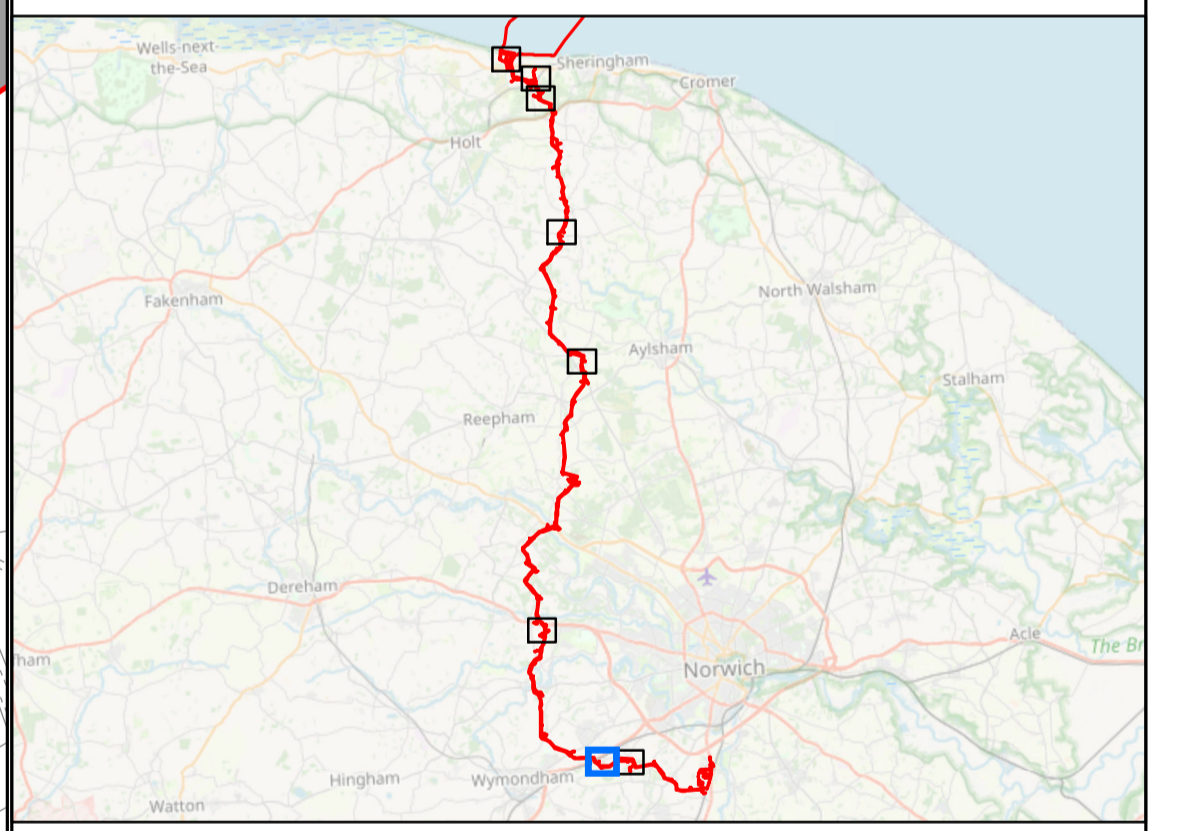 Wells-next-
the-Sea
Sheringham
Cromer
Holt
Fakenham
North Walsham
Aylsham
Stalham
Reepham
Dereham
Acle
The Br
ham
Norwich
Hingham
Wymondham
Watton